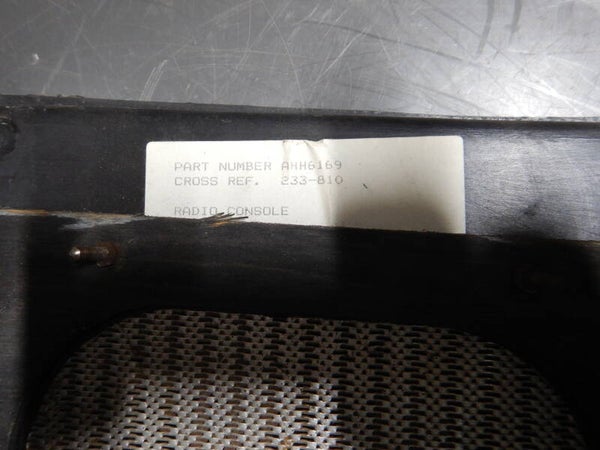 PART NUMBER AHH6169
CROSS REF. 233-810
RADIO CONSOLE